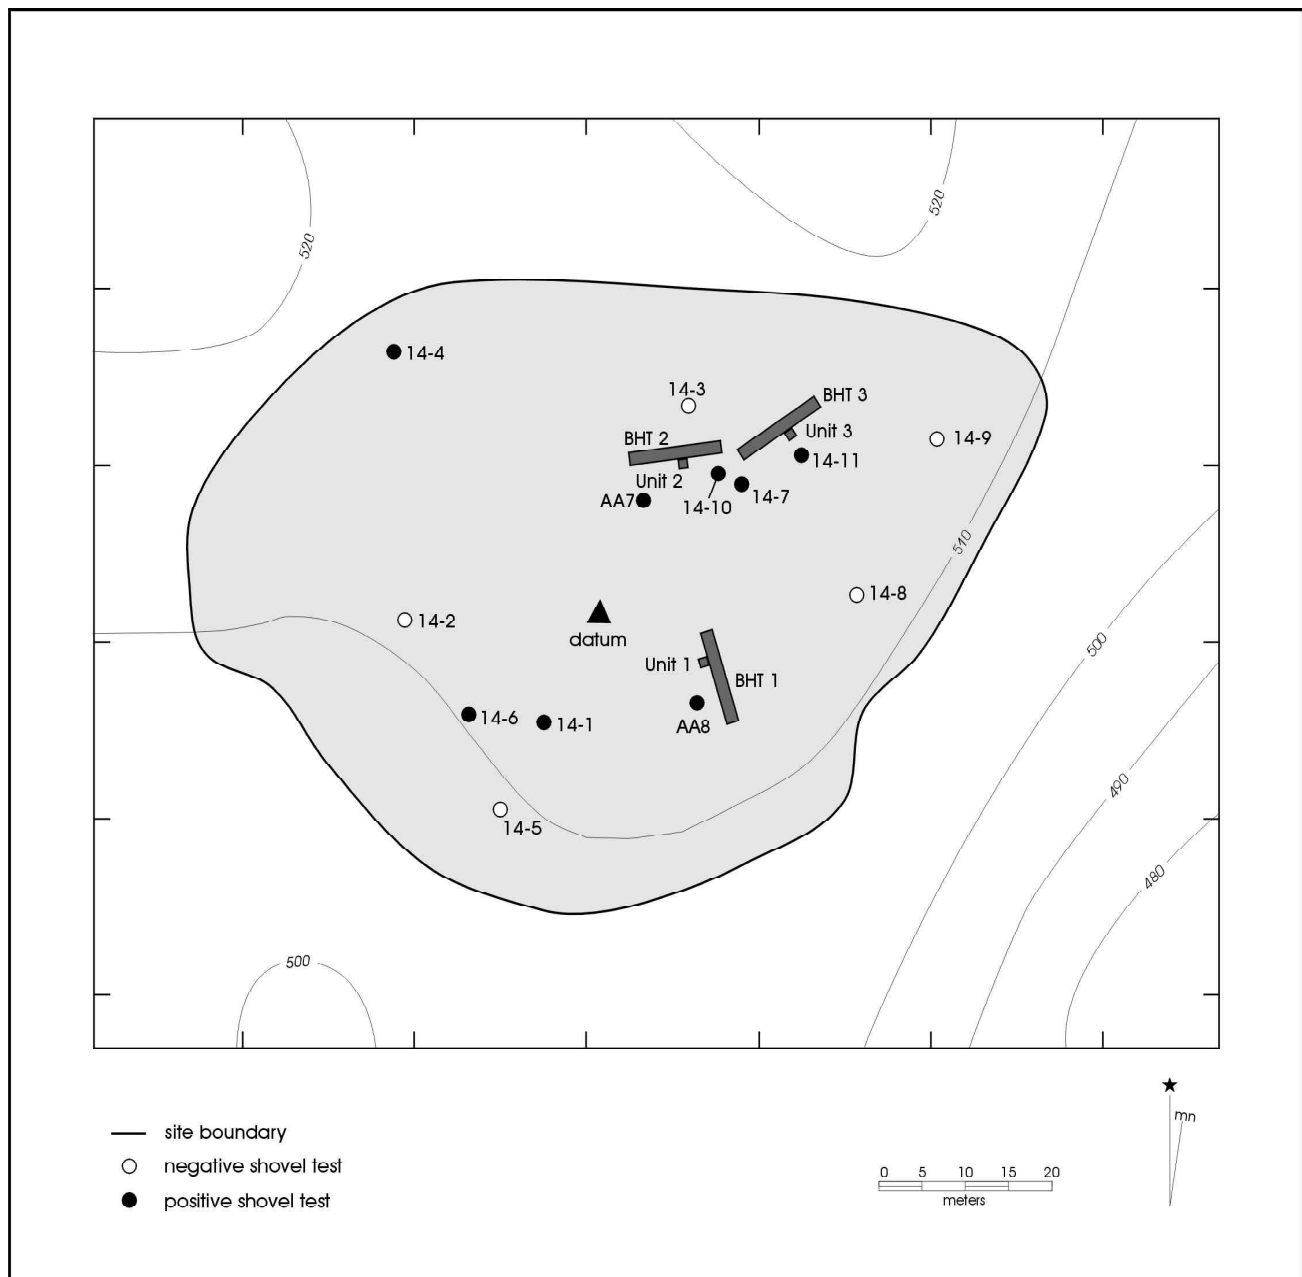 520
520
14-4
14-3
BHT 3
Unit 3
BHT 2
14-9
14-11
Unit 2
AA7
14-10
14-7
510
14-8
14-2
datum
500
Unit 1
BHT 1
14-6
14-1
AA8
490
14-5
480
500
mn
site boundary
negative shovel test
positive shovel test
0 5 10 15 20
meters